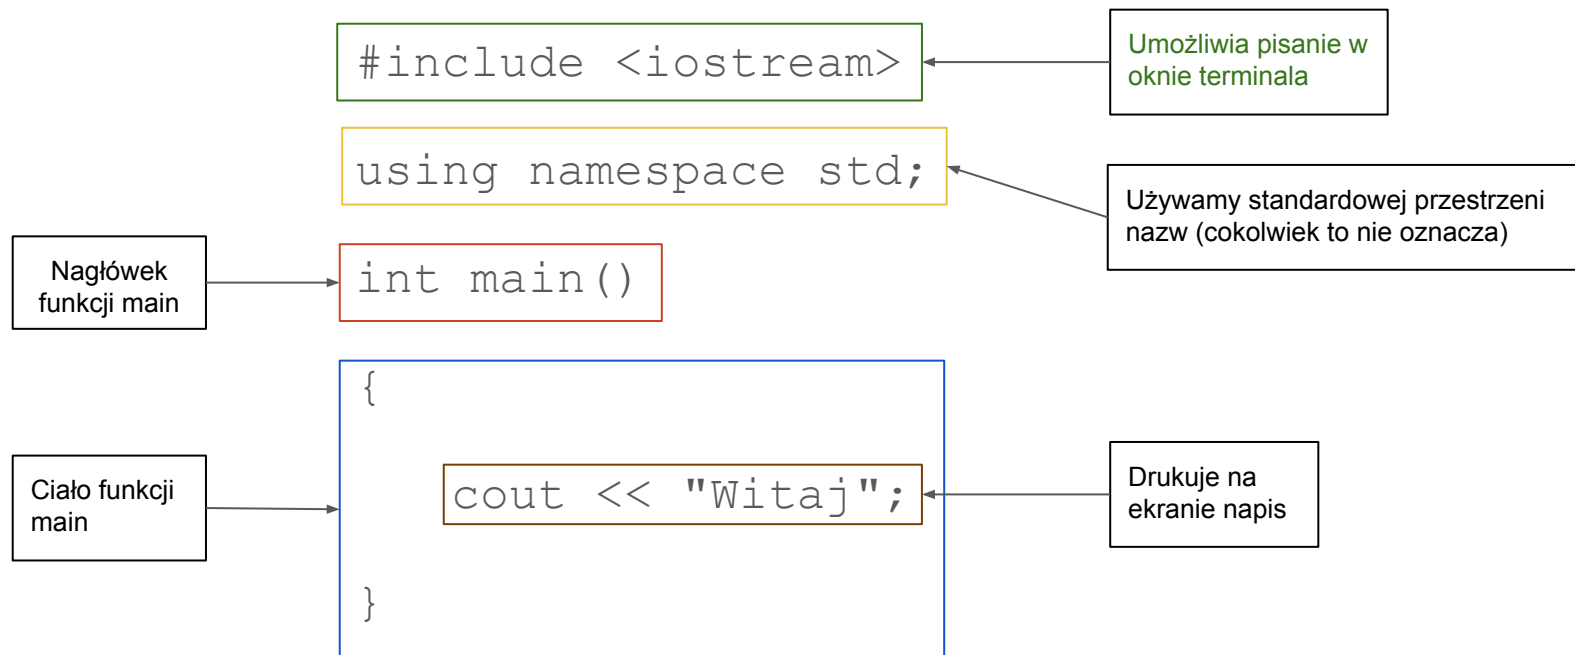 #include <iostream>
Umożliwia pisanie w
oknie terminala
using namespace std;
Używamy standardowej przestrzeni
nazw (cokolwiek to nie oznacza)
Nagłówek
funkcji main
int main()
{
Ciało funkcji
main
cout << "Witaj";
Drukuje na
ekranie napis
}